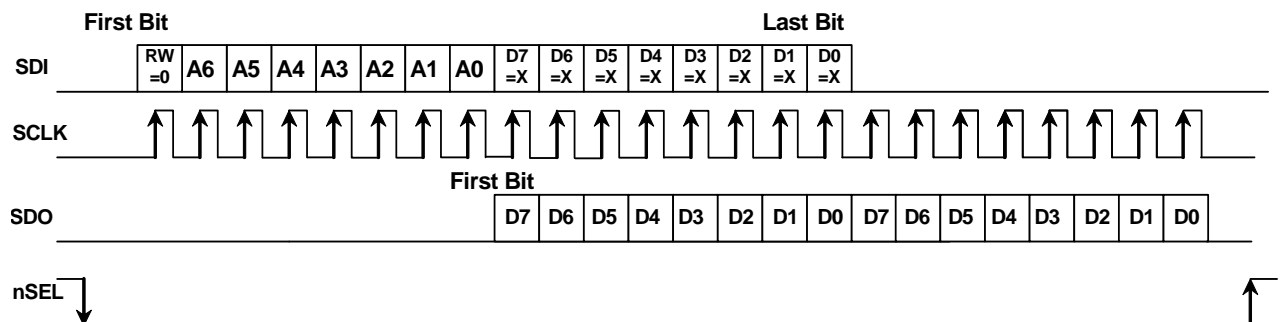 First Bit Last Bit
SDI RW =0 A6 A5 A4 A3 A2 A1 A0 D7 =X D6 =X D5 =X D4 =X D3 =X D2 =X D1 =X D0 =X
SCLK
First Bit
SDO D7 D6 D5 D4 D3 D2 D1 D0 D7 D6 D5 D4 D3 D2 D1 D0
nSEL